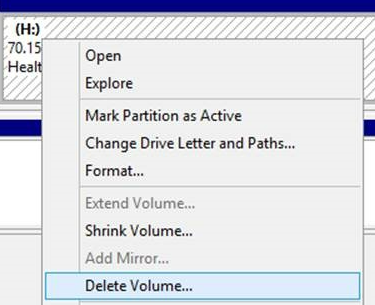 (H:)
70.15
Healt
Open
Explore
Mark Partition as Active
Change Drive Letter and Paths...
Format...
Extend Volume...
Shrink Volume...
Add Mirror...
Delete Volume...